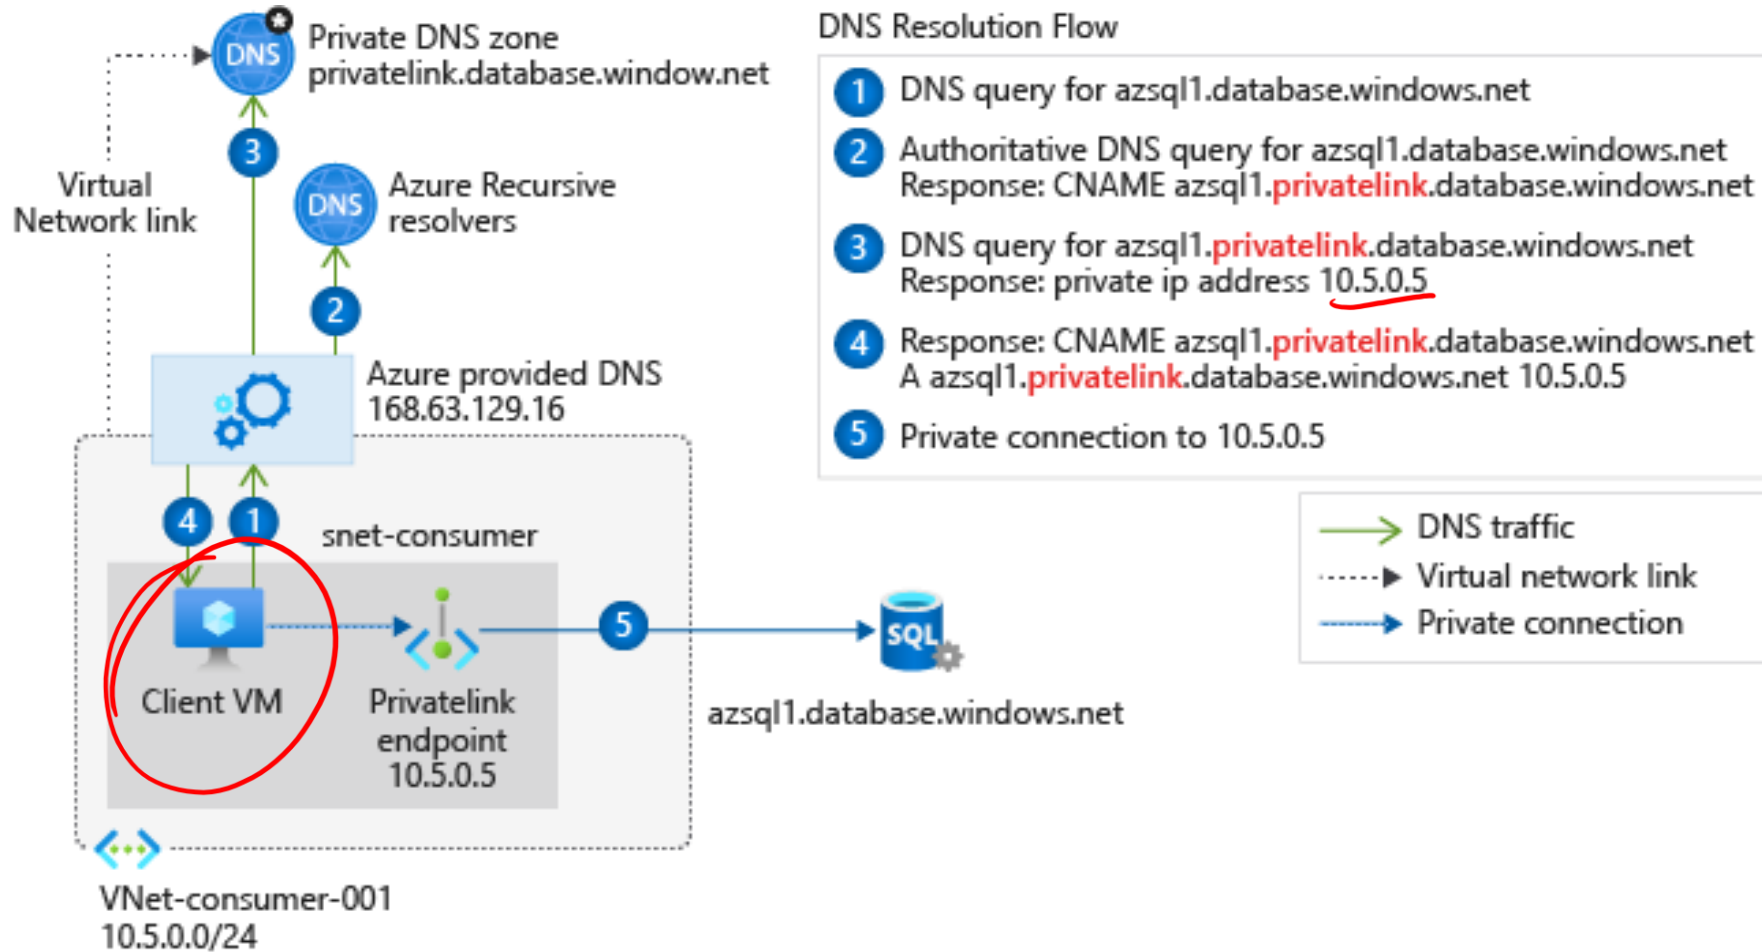 DNS
Private DNS zone
privatelink.database.window.net
3
Virtual
Network link
DNS
Azure Recursive
resolvers
2
Azure provided DNS
168.63.129.16
4
1
snet-consumer
Client VM
Privatelink
endpoint
10.5.0.5
5
SQL
azsql1.database.windows.net
VNet-consumer-001
10.5.0.0/24
DNS Resolution Flow
1 DNS query for azsql1.database.windows.net
2 Authoritative DNS query for azsql1.database.windows.net
Response: CNAME azsql1.privatelink.database.windows.net
3 DNS query for azsql1.privatelink.database.windows.net
Response: private ip address 10.5.0.5
4 Response: CNAME azsql1.privatelink.database.windows.net
A azsql1.privatelink.database.windows.net 10.5.0.5
5 Private connection to 10.5.0.5
DNS traffic
Virtual network link
Private connection